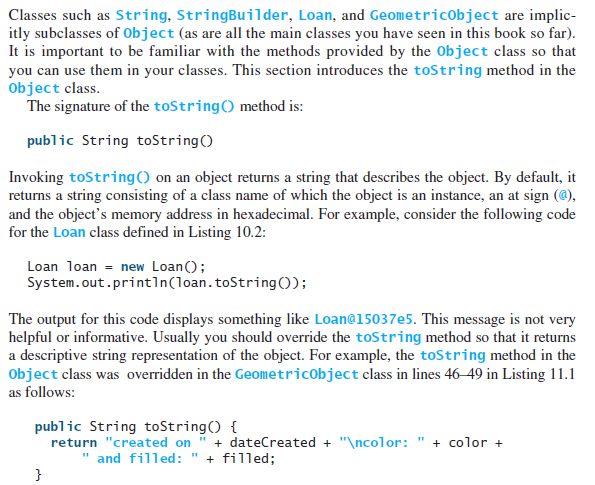 Classes such as String, StringBuilder, Loan, and GeometricObject are implic-
itly subclasses of Object (as are all the main classes you have seen in this book so far).
It is important to be familiar with the methods provided by the Object class so that
you can use them in your classes. This section introduces the toString method in the
Object class.
The signature of the toString() method is:
public String toString()
Invoking toString() on an object returns a string that describes the object. By default, it
returns a string consisting of a class name of which the object is an instance, an at sign (@),
and the object's memory address in hexadecimal. For example, consider the following code
for the Loan class defined in Listing 10.2:
Loan loan = new Loan();
System.out.println(loan.toString());
The output for this code displays something like Loan@15037e5. This message is not very
helpful or informative. Usually you should override the toString method so that it returns
a descriptive string representation of the object. For example, the toString method in the
Object class was overridden in the GeometricObject class in lines 46–49 in Listing 11.1
as follows:
public String toString() {
return "created on " + dateCreated + "\ncolor: " + color +
" and filled: " + filled;
}